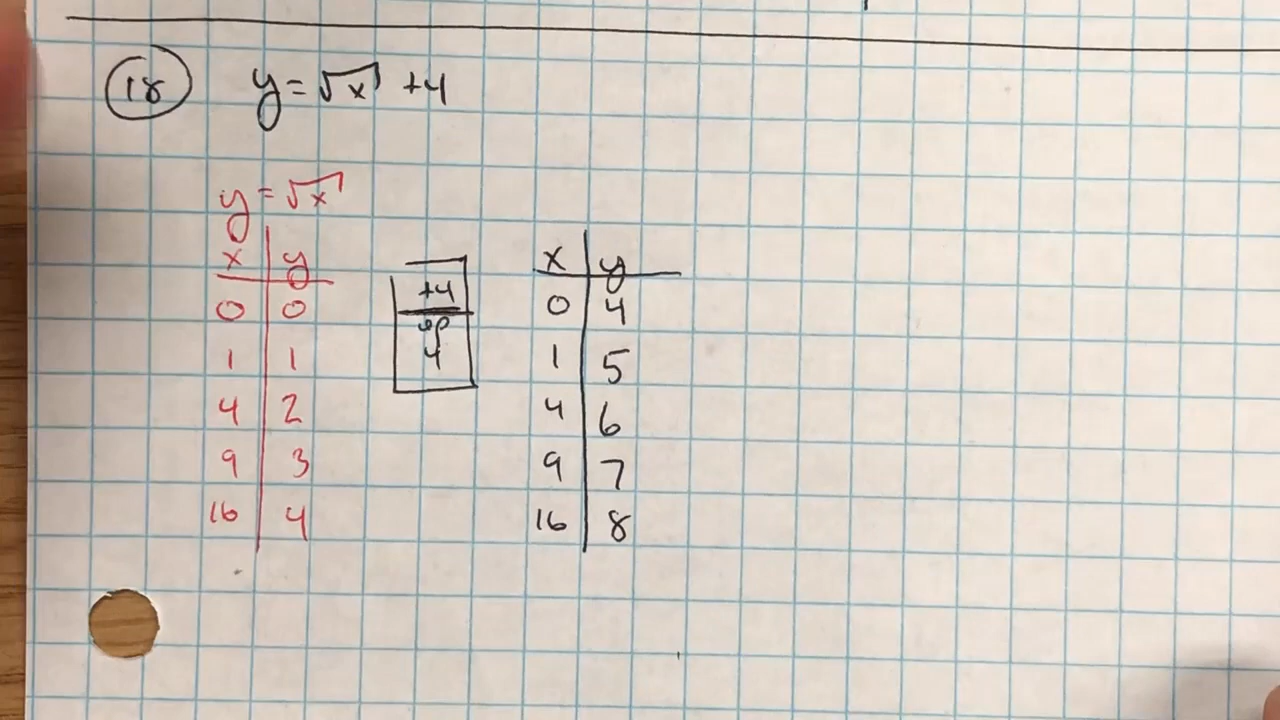 18 y = √x + 4
y = √x
x y
0 0
1 1
4 2
9 3
16 4
+4
up
4
x y
0 4
1 5
4 6
9 7
16 8